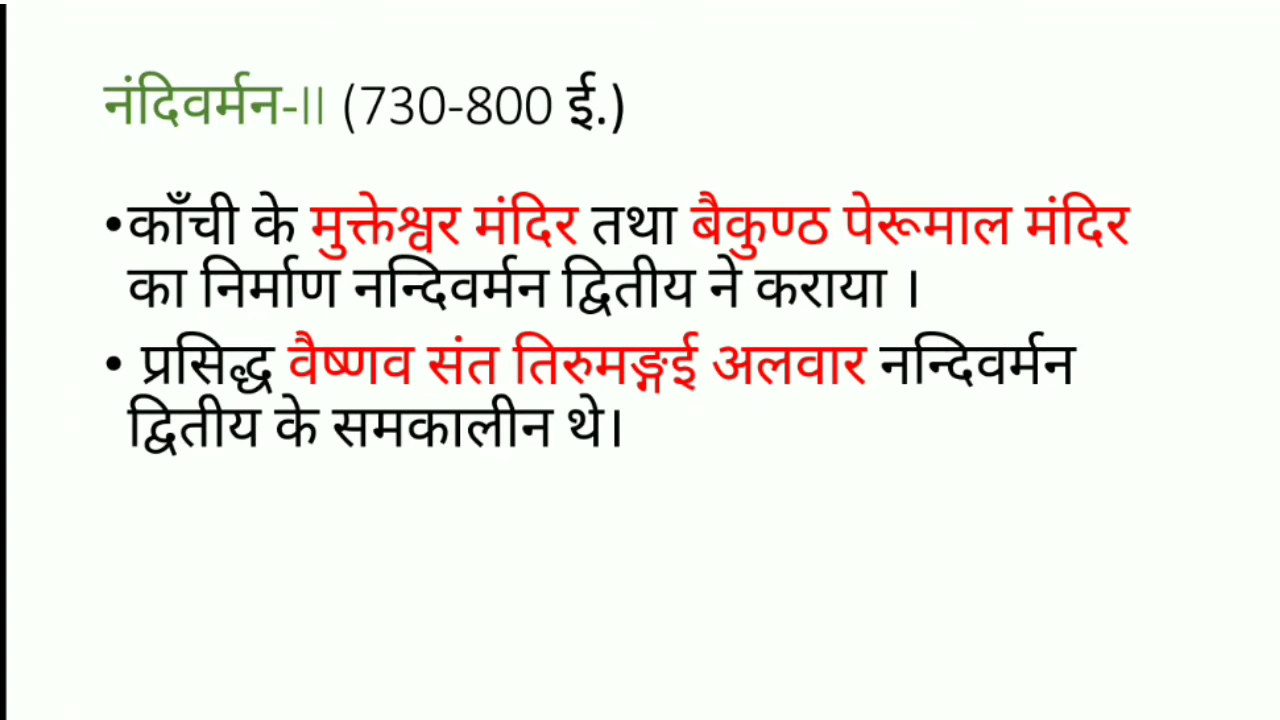 नंदिवर्मन-II (730-800 ई.)
•काँची के मुक्तेश्वर मंदिर तथा बैकुण्ठ पेरूमाल मंदिर
का निर्माण नन्दिवर्मन द्वितीय ने कराया ।
• प्रसिद्ध वैष्णव संत तिरुमङ्गई अलवार नन्दिवर्मन
द्वितीय के समकालीन थे।